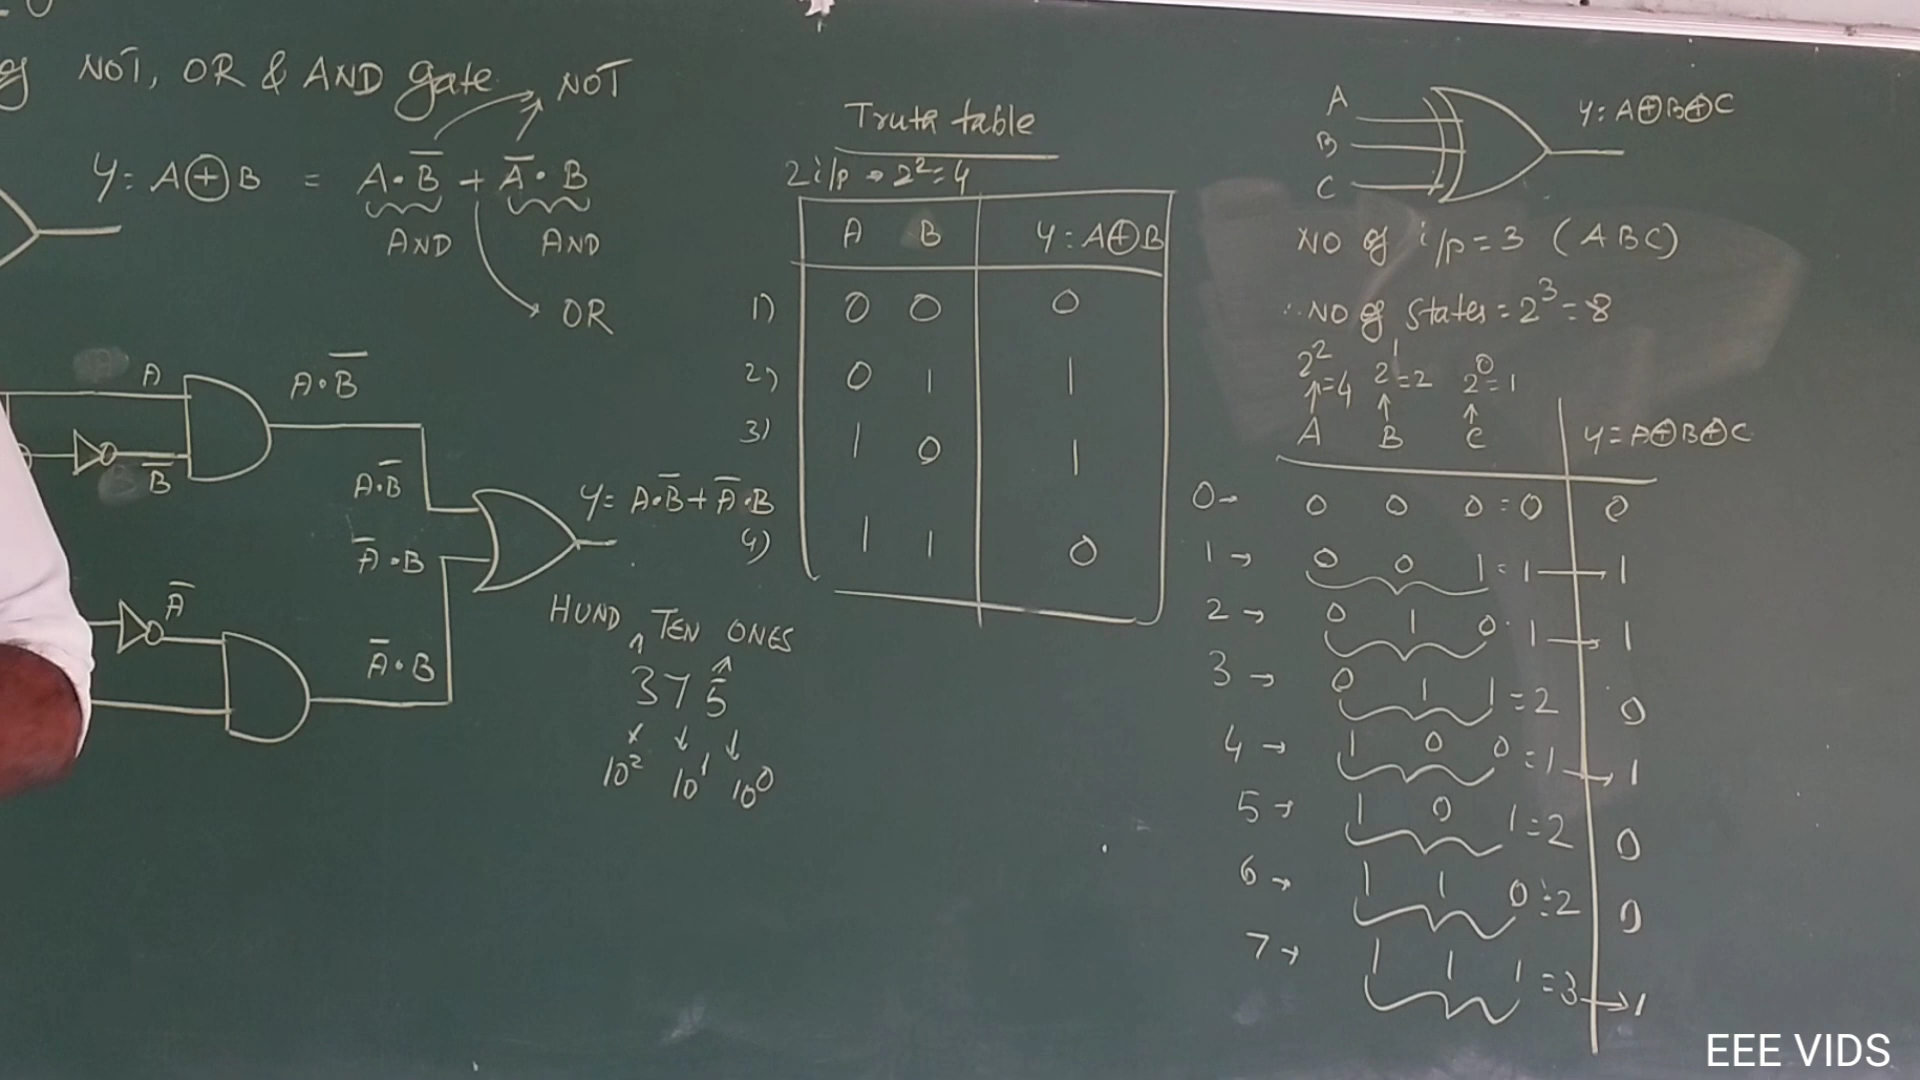 of NOT, OR & AND gate
NOT
Y = A⊕B = A·B̅ + A̅·B
AND AND
OR
A
A·B̅
B̅
A·B̅
Y= A·B̅ + A̅·B
A̅·B
A̅
A̅·B
HUND TEN ONES
375
10² 10¹ 10⁰
Truth table
2 i/p → 2²=4
A B Y = A⊕B
1) 0 0 0
2) 0 1 1
3) 1 0 1
4) 1 1 0
A
B
C
Y = A⊕B⊕C
NO of i/p = 3 (ABC)
∴ NO of states = 2³ = 8
2²=4 2¹=2 2⁰=1
A B C Y = A⊕B⊕C
0→ 0 0 0 = 0 0
1→ 0 0 1 = 1 → 1
2→ 0 1 0 1 → 1
3→ 0 1 1 = 2 0
4→ 1 0 0 = 1 → 1
5→ 1 0 1 = 2 0
6→ 1 1 0 = 2 0
7→ 1 1 1 = 3 → 1
EEE VIDS